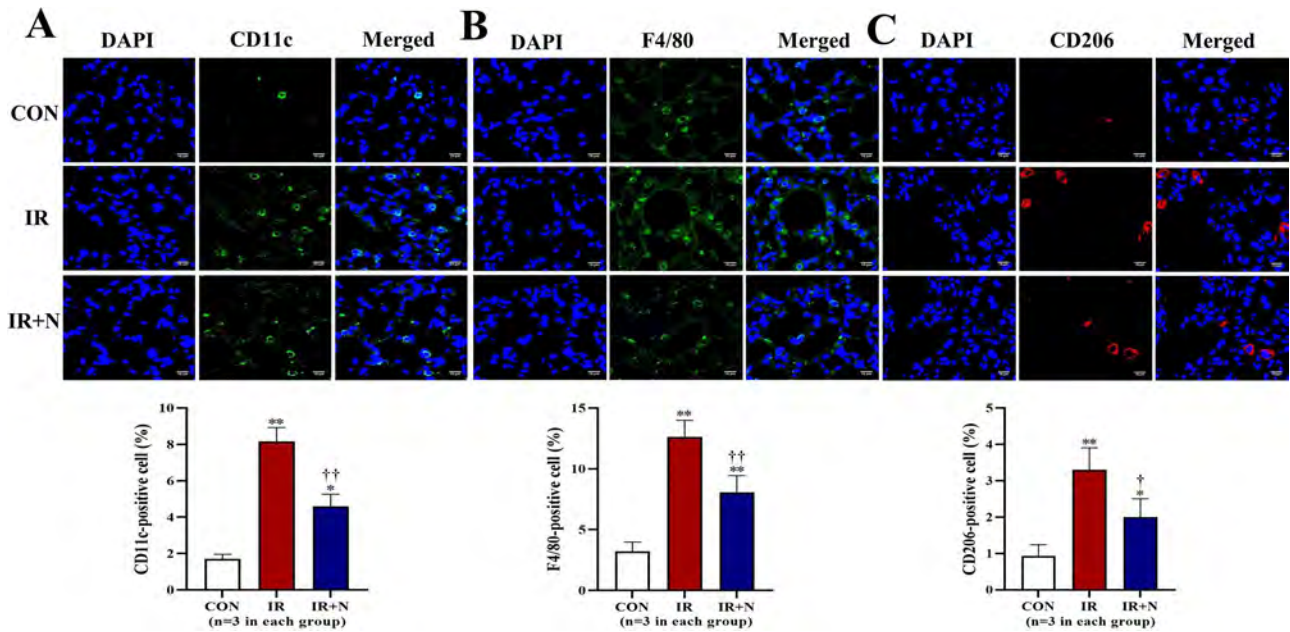 A B C
DAPI CD11c Merged DAPI F4/80 Merged DAPI CD206 Merged
CON
IR
IR+N
CD11c-positive cell (%)
10
8
6
4
2
0
**
††
*
CON IR IR+N
(n=3 in each group)
F4/80-positive cell (%)
15
10
5
0
**
††
**
CON IR IR+N
(n=3 in each group)
CD206-positive cell (%)
5
4
3
2
1
0
**
†
*
CON IR IR+N
(n=3 in each group)